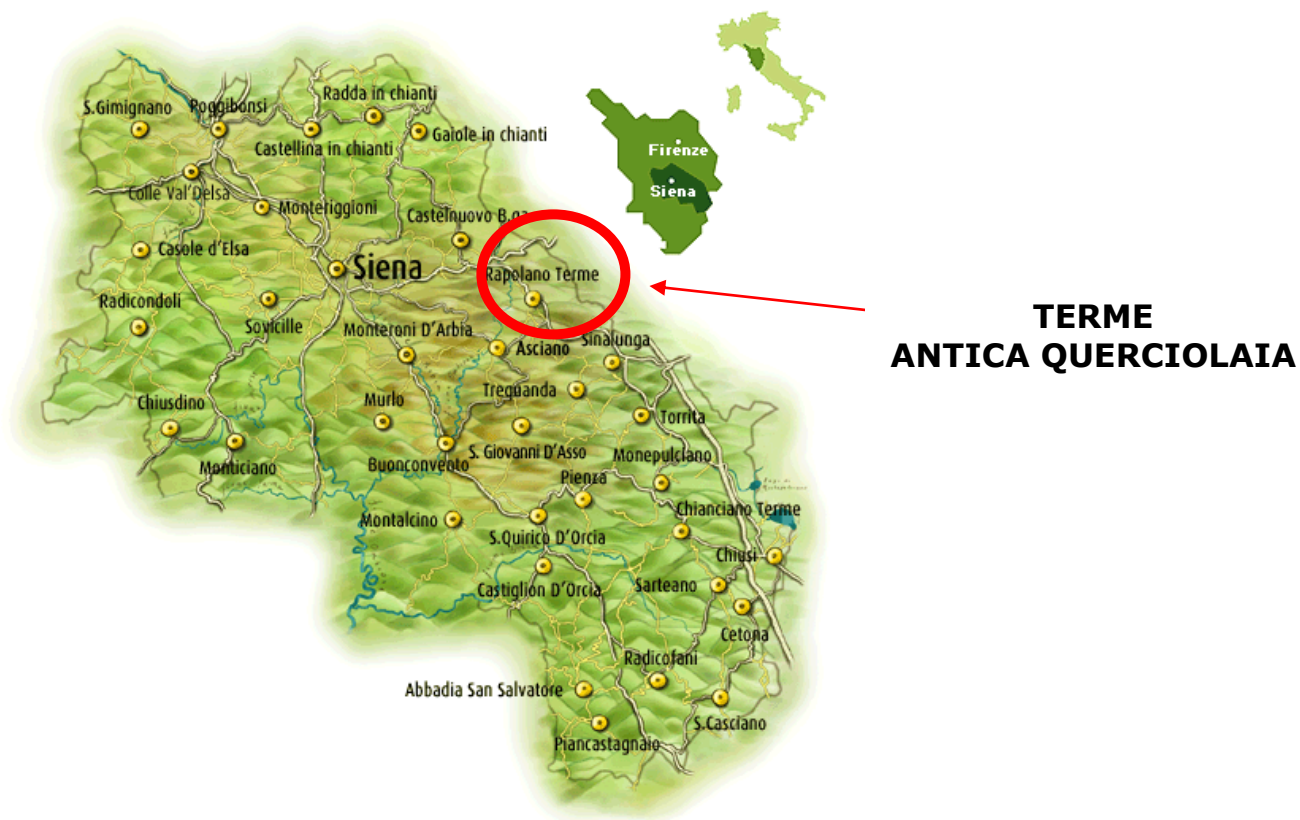 Radda in chianti
S.Gimignano
Poggibonsi
Gaiole in chianti
Castellina in chianti
Firenze
Siena
Colle Val'Delsa
Monteriggioni
Castelnuovo B.ga
Casole d'Elsa
Siena
Rapolano Terme
Radicondoli
Sovicille
Monteroni D'Arbia
Asciano
Sinalunga
TERME
ANTICA QUERCIOLAIA
Chiusdino
Murlo
Treguanda
Torrita
Monticiano
Buonconvento
S. Giovanni D'Asso
Monepulciano
Pienza
Montalcino
Chianciano Terme
S.Quirico D'Orcia
Chiusi
Castiglion D'Orcia
Sarteano
Cetona
Radicofani
Abbadia San Salvatore
S.Casciano
Piancastagnaio